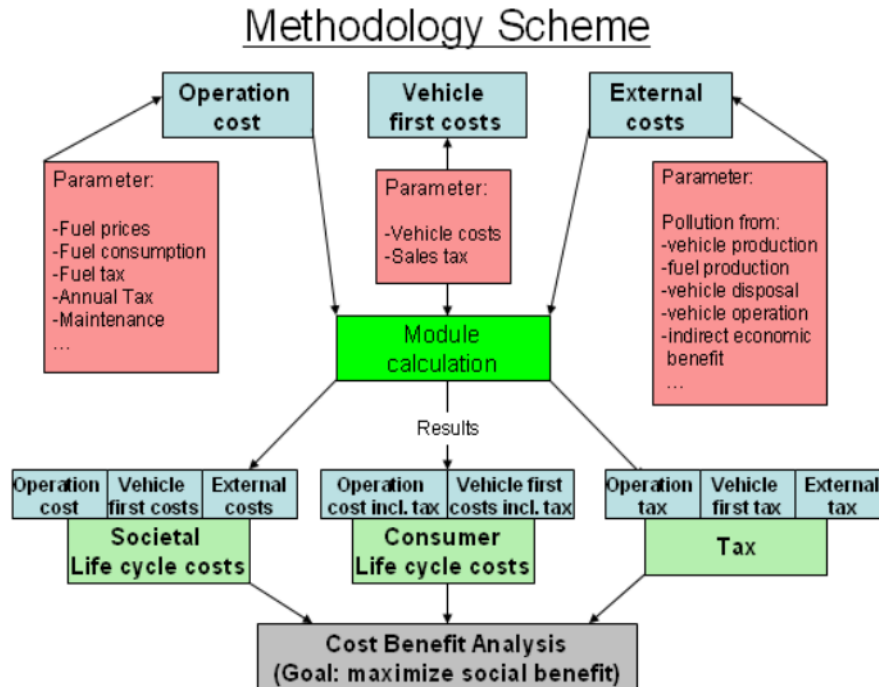 Methodology Scheme
Operation
cost
Vehicle
first costs
External
costs
Parameter:
-Fuel prices
-Fuel consumption
-Fuel tax
-Annual Tax
-Maintenance
...
Parameter:
-Vehicle costs
-Sales tax
Parameter:
Pollution from:
-vehicle production
-fuel production
-vehicle disposal
-vehicle operation
-indirect economic
benefit
...
Module
calculation
Results
Operation
cost
Vehicle
first costs
External
costs
Societal
Life cycle costs
Operation
cost incl. tax
Vehicle first
costs incl. tax
Consumer
Life cycle costs
Operation
tax
Vehicle
first tax
External
tax
Tax
Cost Benefit Analysis
(Goal: maximize social benefit)